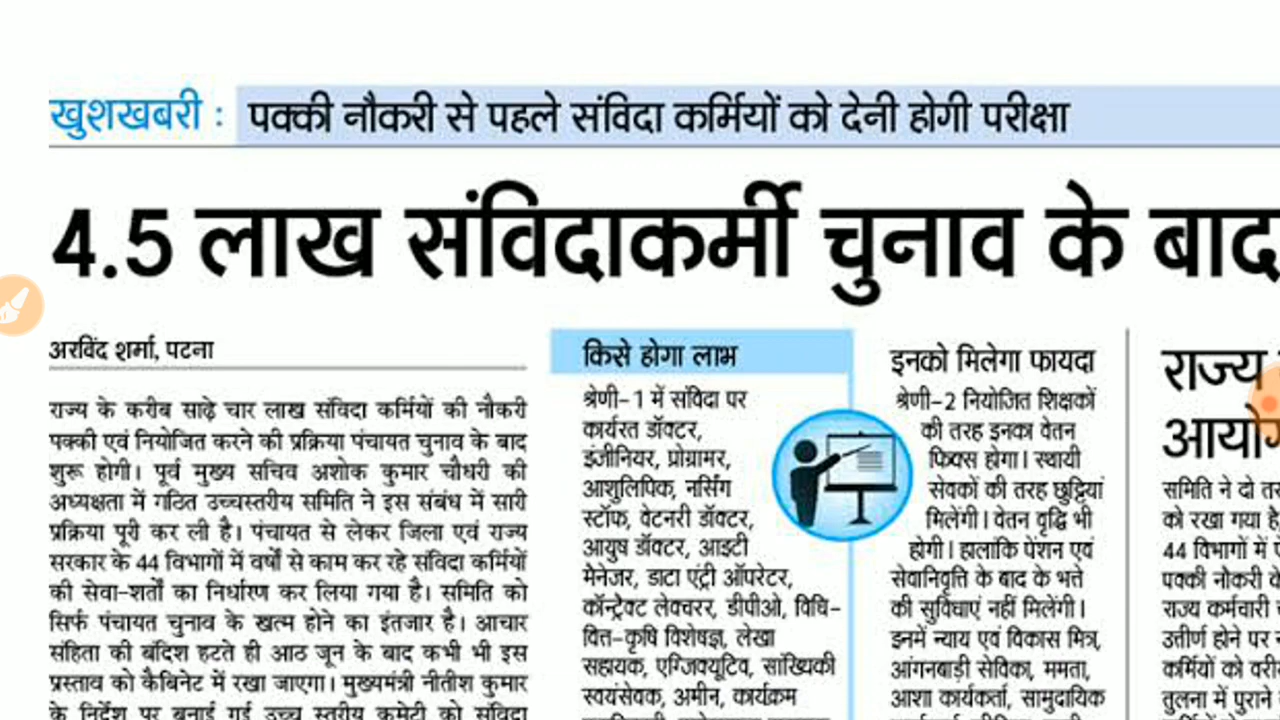 खुशखबरी : पक्की नौकरी से पहले संविदा कर्मियों को देनी होगी परीक्षा
4.5 लाख संविदाकर्मी चुनाव के बाद
अरविंद शर्मा, पटना
राज्य के करीब साढ़े चार लाख संविदा कर्मियों की नौकरी
पक्की एवं नियोजित करने की प्रक्रिया पंचायत चुनाव के बाद
शुरू होगी। पूर्व मुख्य सचिव अशोक कुमार चौधरी की
अध्यक्षता में गठित उच्चस्तरीय समिति ने इस संबंध में सारी
प्रक्रिया पूरी कर ली है। पंचायत से लेकर जिला एवं राज्य
सरकार के 44 विभागों में वर्षों से काम कर रहे संविदा कर्मियों
की सेवा-शर्तों का निर्धारण कर लिया गया है। समिति को
सिर्फ पंचायत चुनाव के खत्म होने का इंतजार है। आचार
संहिता की बंदिश हटते ही आठ जून के बाद कभी भी इस
प्रस्ताव को कैबिनेट में रखा जाएगा। मुख्यमंत्री नीतीश कुमार
के निर्देश पर बनाई गई उच्च स्तरीय कमेटी को संविदा
किसे होगा लाभ
श्रेणी-1 में संविदा पर
कार्यरत डॉक्टर,
इंजीनियर, प्रोग्रामर,
आशुलिपिक, नर्सिंग
स्टॉफ, वेटनरी डॉक्टर,
आयुष डॉक्टर, आइटी
मैनेजर, डाटा एंट्री ऑपरेटर,
कॉन्ट्रेक्ट लेक्चरर, डीपीओ, विधि-
वित्त-कृषि विशेषज्ञ, लेखा
सहायक, एग्जिक्यूटिव, सांख्यिकी
स्वयंसेवक, अमीन, कार्यक्रम
इनको मिलेगा फायदा
श्रेणी-2 नियोजित शिक्षकों
की तरह इनका वेतन
फिक्स होगा। स्थायी
सेवकों की तरह छुट्टियां
मिलेंगी। वेतन वृद्धि भी
होगी। हालांकि पेंशन एवं
सेवानिवृत्ति के बाद के भत्ते
की सुविधाएं नहीं मिलेंगी।
इनमें न्याय एवं विकास मित्र,
आंगनबाड़ी सेविका, ममता,
आशा कार्यकर्ता, सामुदायिक
राज्य
समिति ने दो
को रखा गया है
44 विभागों में
पक्की नौकरी के
राज्य कर्मचारी
उत्तीर्ण होने पर
कर्मियों को
तुलना में पुराने